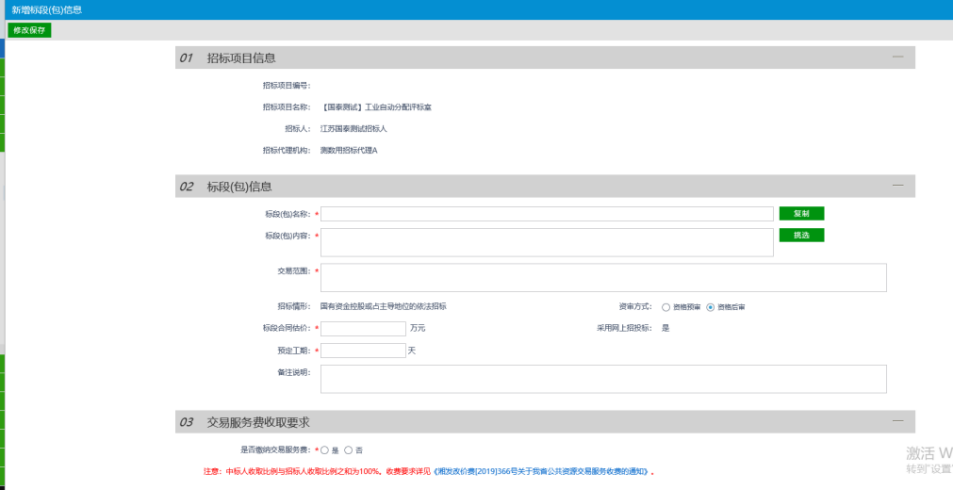 新增标段(包)信息
修改保存
01 招标项目信息
招标项目编号:
招标项目名称: 【国泰测试】工业自动分配评标室
招标人: 江苏国泰测试招标人
招标代理机构: 测数用招标代理A
02 标段(包)信息
标段(包)名称: * 复制
标段(包)内容: * 挑选
交易范围: *
招标情形: 国有资金控股或占主导地位的依法招标 资审方式: 资格预审 资格后审
标段合同估价: * 万元 采用网上招投标: 是
预定工期: * 天
备注说明:
03 交易服务费收取要求
是否缴纳交易服务费: * 是 否
注意: 中标人收取比例与招标人收取比例之和为100%。收费要求详见《湘发改价费[2019]366号关于我省公共资源交易服务收费的通知》。
激活 W
转到"设置"